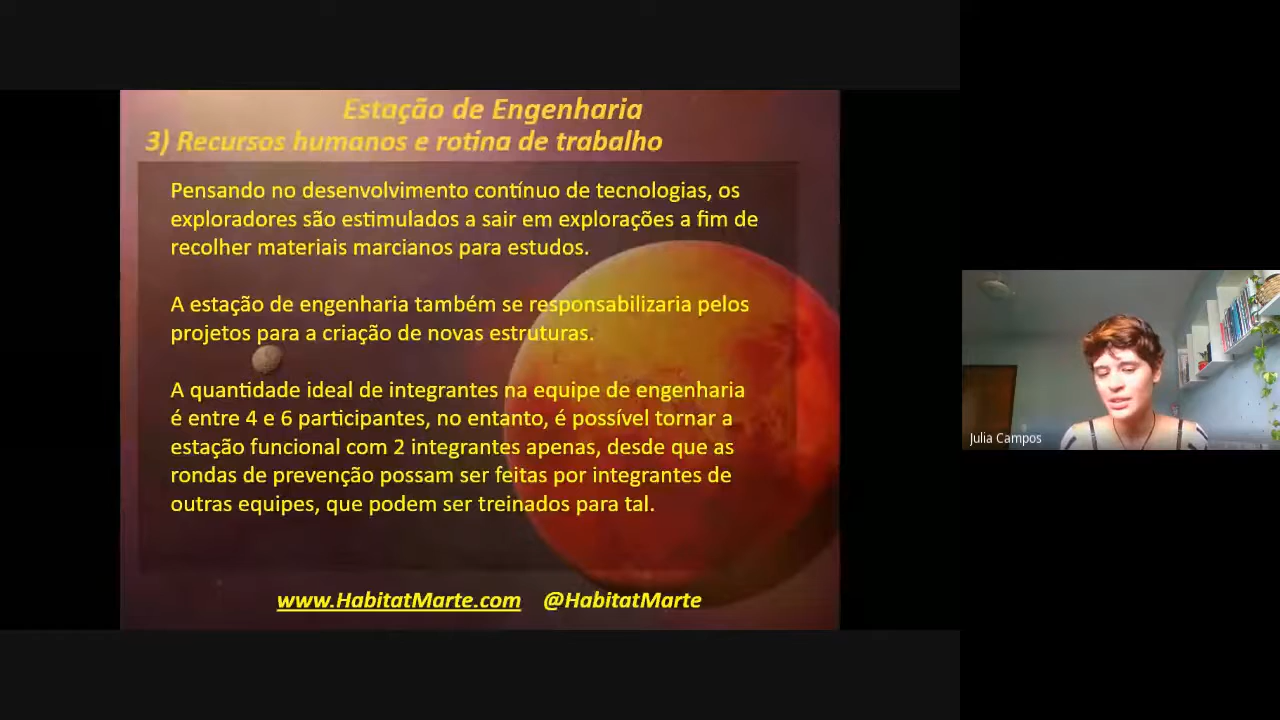 Estação de Engenharia
3) Recursos humanos e rotina de trabalho
Pensando no desenvolvimento contínuo de tecnologias, os
exploradores são estimulados a sair em explorações a fim de
recolher materiais marcianos para estudos.
A estação de engenharia também se responsabilizaria pelos
projetos para a criação de novas estruturas.
A quantidade ideal de integrantes na equipe de engenharia
é entre 4 e 6 participantes, no entanto, é possível tornar a
estação funcional com 2 integrantes apenas, desde que as
rondas de prevenção possam ser feitas por integrantes de
outras equipes, que podem ser treinados para tal.
www.HabitatMarte.com @HabitatMarte
Julia Campos